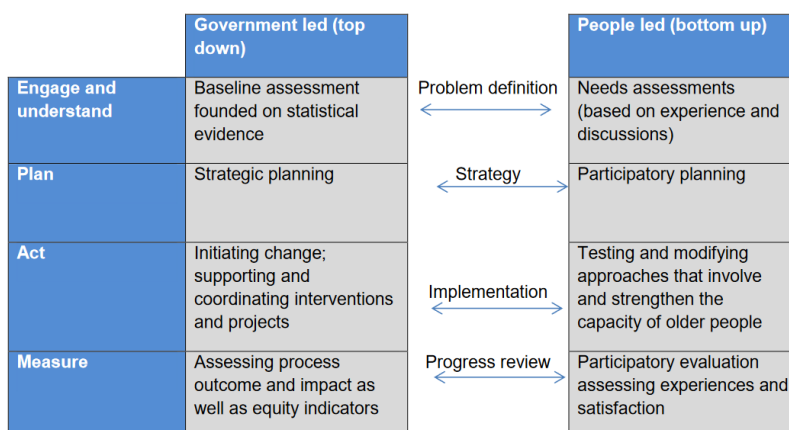 Government led (top
down)
People led (bottom up)
Engage and
understand
Baseline assessment
founded on statistical
evidence
Problem definition
Needs assessments
(based on experience and
discussions)
Plan
Strategic planning
Strategy
Participatory planning
Act
Initiating change;
supporting and
coordinating interventions
and projects
Implementation
Testing and modifying
approaches that involve
and strengthen the
capacity of older people
Measure
Assessing process
outcome and impact as
well as equity indicators
Progress review
Participatory evaluation
assessing experiences and
satisfaction